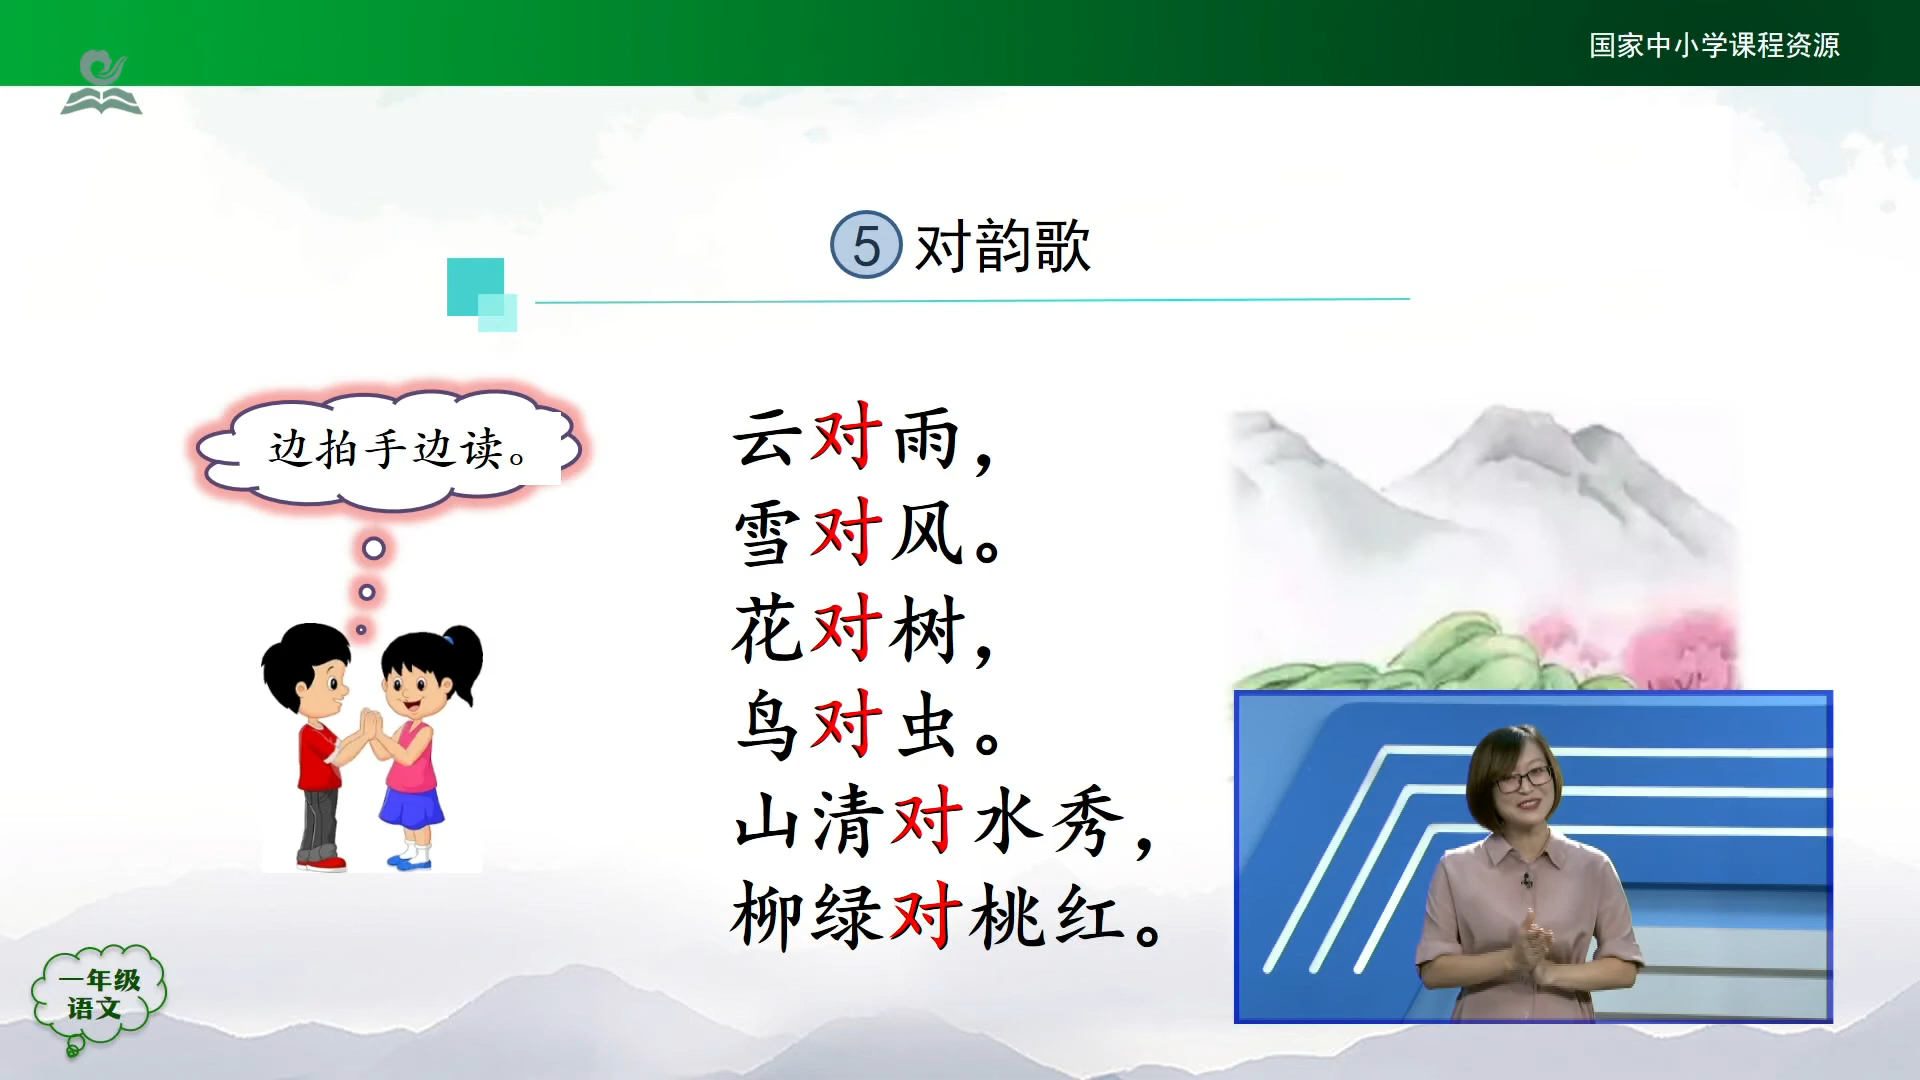 国家中小学课程资源
5 对韵歌
边拍手边读。
云对雨，
雪对风。
花对树，
鸟对虫。
山清对水秀，
柳绿对桃红。
一年级
语文